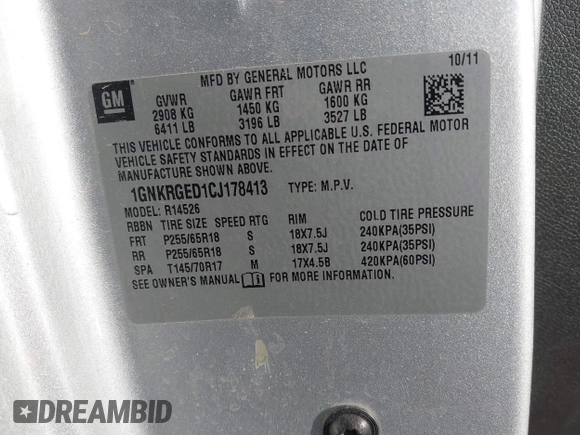 10/11
MFD BY GENERAL MOTORS LLC
GM
GVWR GAWR FRT GAWR RR
2908 KG 1450 KG 1600 KG
6411 LB 3196 LB 3527 LB
THIS VEHICLE CONFORMS TO ALL APPLICABLE U.S. FEDERAL MOTOR
VEHICLE SAFETY STANDARDS IN EFFECT ON THE DATE OF
MANUFACTURE SHOWN ABOVE.
1GNKRGED1CJ178413 TYPE: M.P.V.
MODEL: R14526
RBBN TIRE SIZE SPEED RTG RIM COLD TIRE PRESSURE
FRT P255/65R18 S 18X7.5J 240KPA(35PSI)
RR P255/65R18 S 18X7.5J 240KPA(35PSI)
SPA T145/70R17 M 17X4.5B 420KPA(60PSI)
SEE OWNER'S MANUAL FOR MORE INFORMATION.
DREAMBID